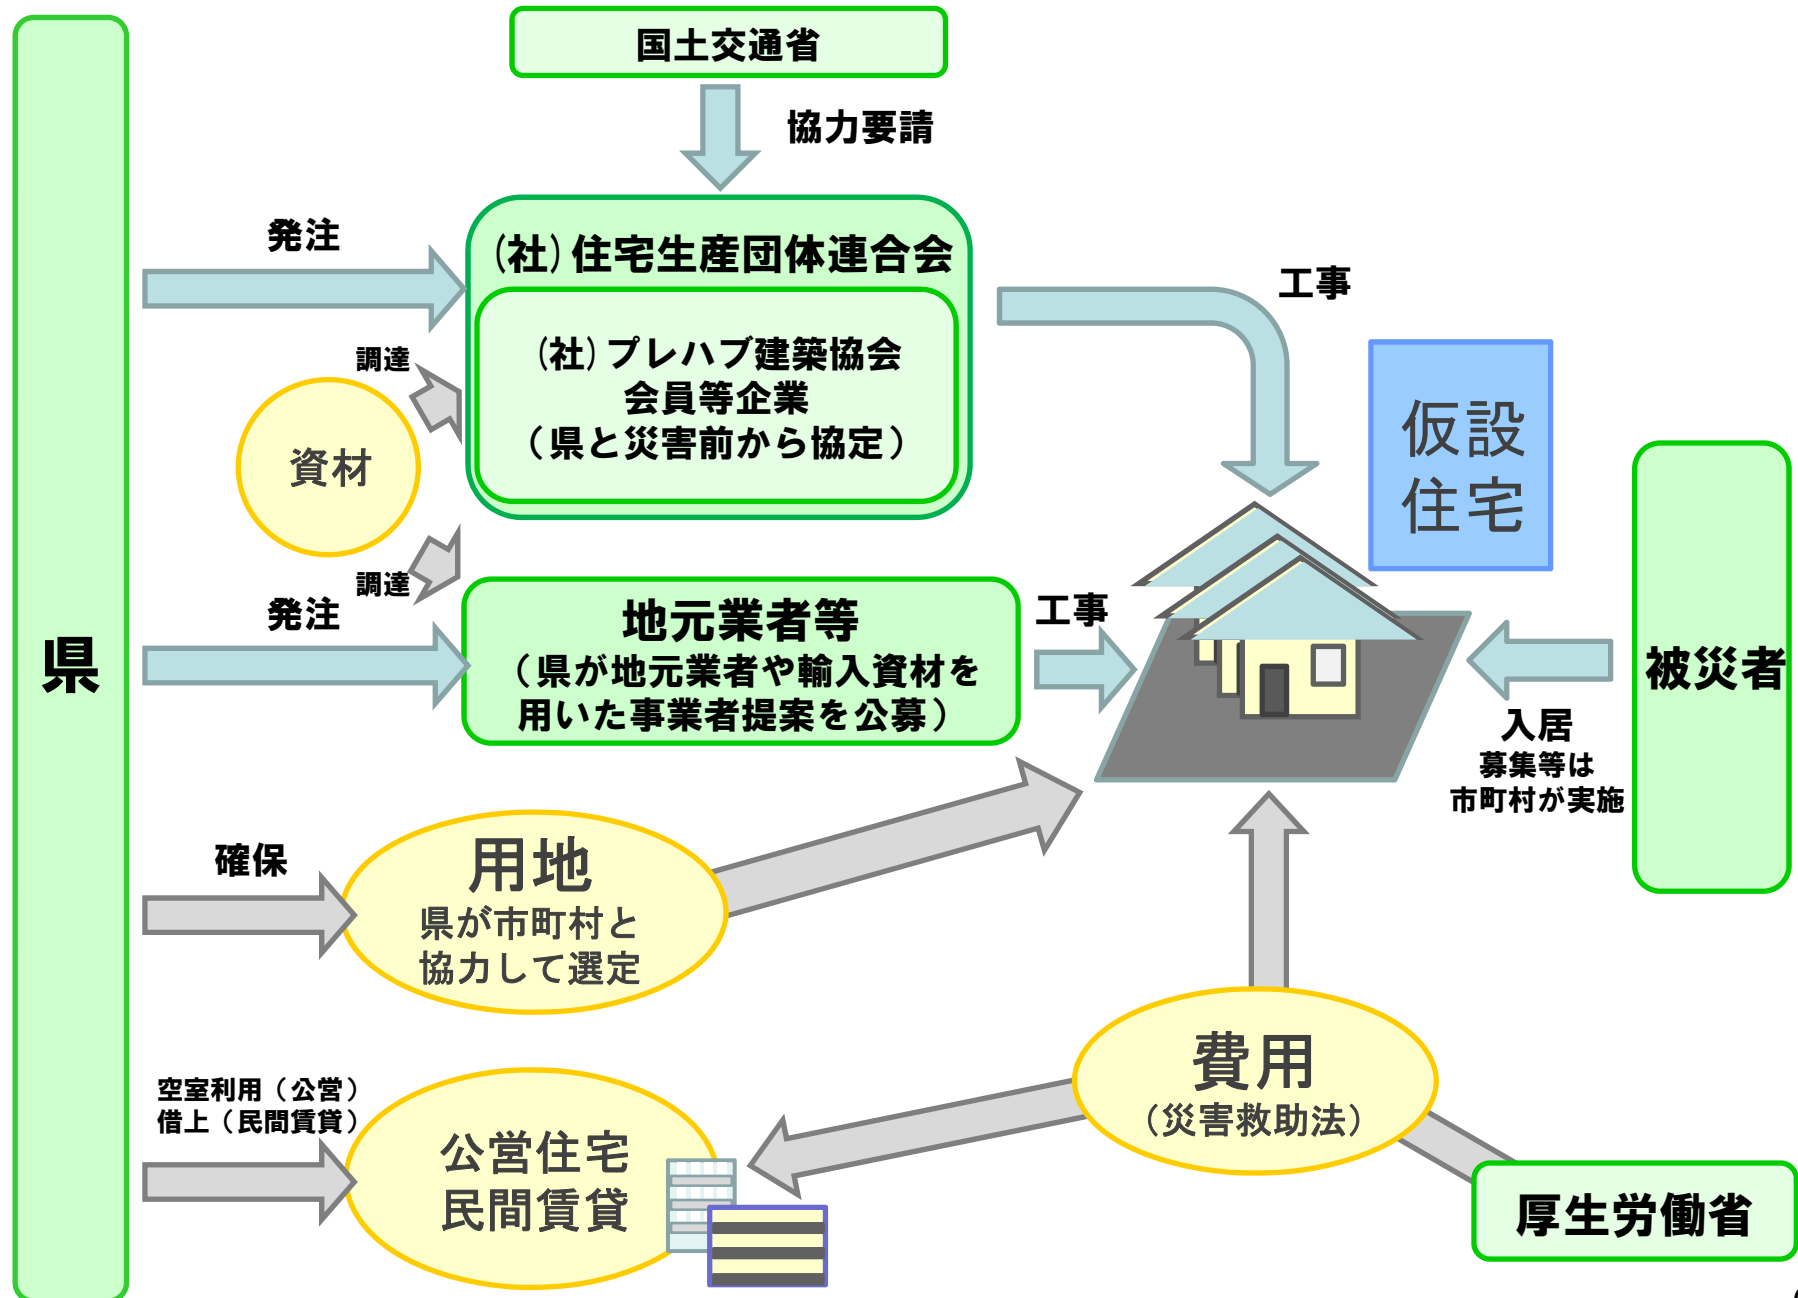 国土交通省
協力要請
発注
(社)住宅生産団体連合会
工事
調達
(社)プレハブ建築協会
会員等企業
（県と災害前から協定）
資材
仮設
住宅
調達
発注
地元業者等
（県が地元業者や輸入資材を
用いた事業者提案を公募）
工事
県
被災者
入居
募集等は
市町村が実施
確保
用地
県が市町村と
協力して選定
費用
（災害救助法）
空室利用（公営）
借上（民間賃貸）
公営住宅
民間賃貸
厚生労働省